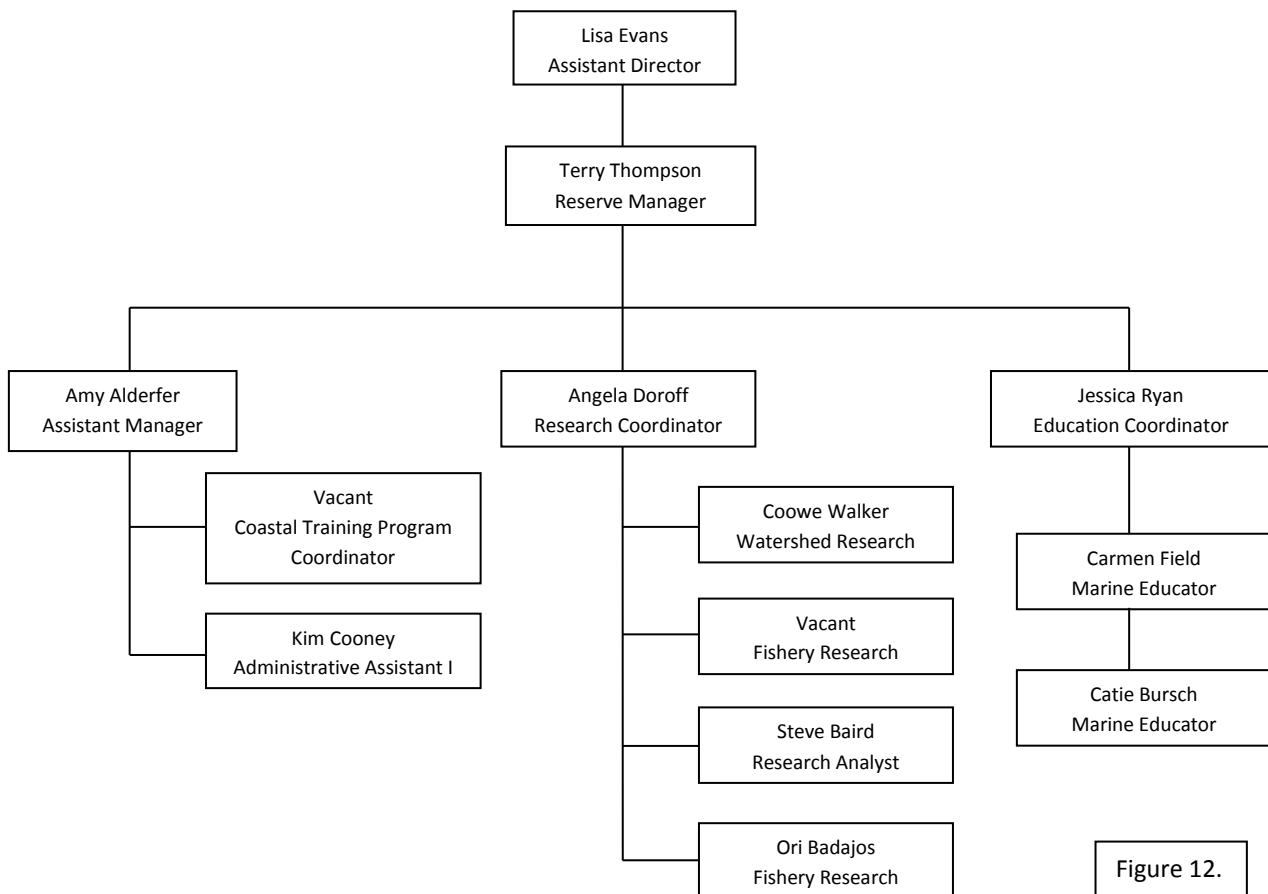 Lisa Evans
Assistant Director
Terry Thompson
Reserve Manager
Amy Alderfer
Assistant Manager
Vacant
Coastal Training Program
Coordinator
Kim Cooney
Administrative Assistant I
Angela Doroff
Research Coordinator
Coowe Walker
Watershed Research
Vacant
Fishery Research
Steve Baird
Research Analyst
Ori Badajos
Fishery Research
Jessica Ryan
Education Coordinator
Carmen Field
Marine Educator
Catie Bursch
Marine Educator
Figure 12.